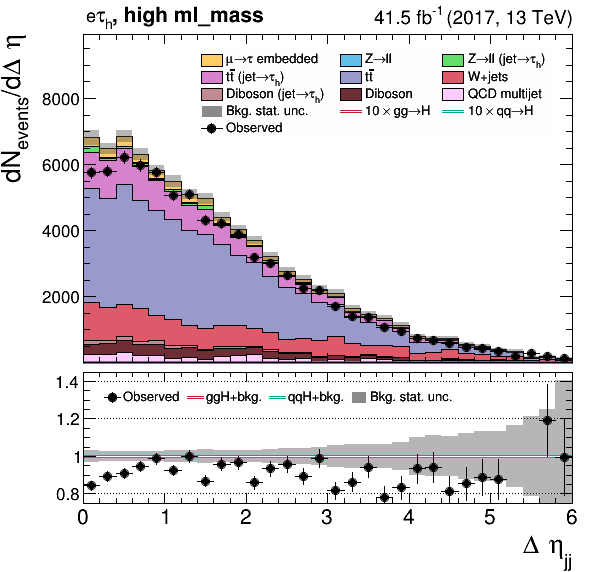 eτh, high ml_mass 41.5 fb⁻¹ (2017, 13 TeV)
μ→τ embedded Z→ll Z→ll (jet→τh)
tt̄ (jet→τh) tt̄ W+jets
Diboson (jet→τh) Diboson QCD multijet
Bkg. stat. unc. 10 × gg→H 10 × qq→H
Observed
dNevents/dΔ η
8000
6000
4000
2000
Observed ggH+bkg. qqH+bkg. Bkg. stat. unc.
1.4
1.2
1
0.8
0 1 2 3 4 5 6
Δ ηjj